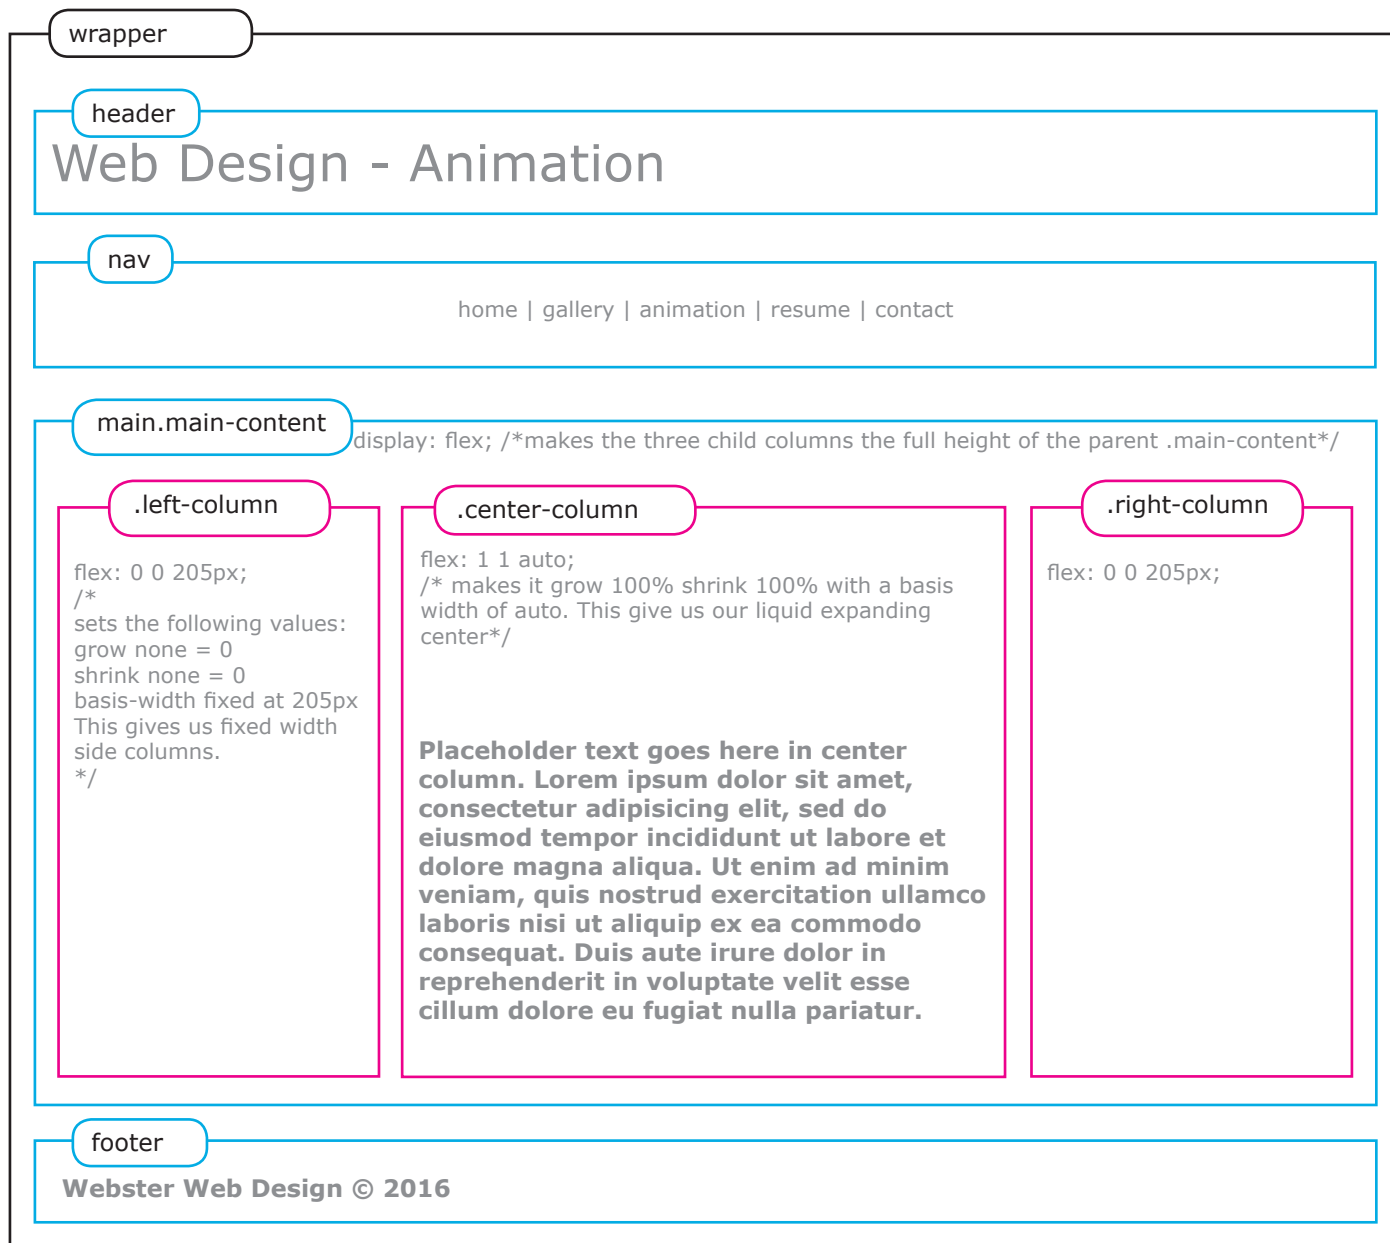 wrapper
header
Web Design - Animation
nav
home | gallery | animation | resume | contact
main.main-content
display: flex; /*makes the three child columns the full height of the parent .main-content*/
.left-column
flex: 0 0 205px;
/*
sets the following values:
grow none = 0
shrink none = 0
basis-width fixed at 205px
This gives us fixed width
side columns.
*/
.center-column
flex: 1 1 auto;
/* makes it grow 100% shrink 100% with a basis
width of auto. This give us our liquid expanding
center*/
Placeholder text goes here in center
column. Lorem ipsum dolor sit amet,
consectetur adipisicing elit, sed do
eiusmod tempor incididunt ut labore et
dolore magna aliqua. Ut enim ad minim
veniam, quis nostrud exercitation ullamco
laboris nisi ut aliquip ex ea commodo
consequat. Duis aute irure dolor in
reprehenderit in voluptate velit esse
cillum dolore eu fugiat nulla pariatur.
.right-column
flex: 0 0 205px;
footer
Webster Web Design © 2016